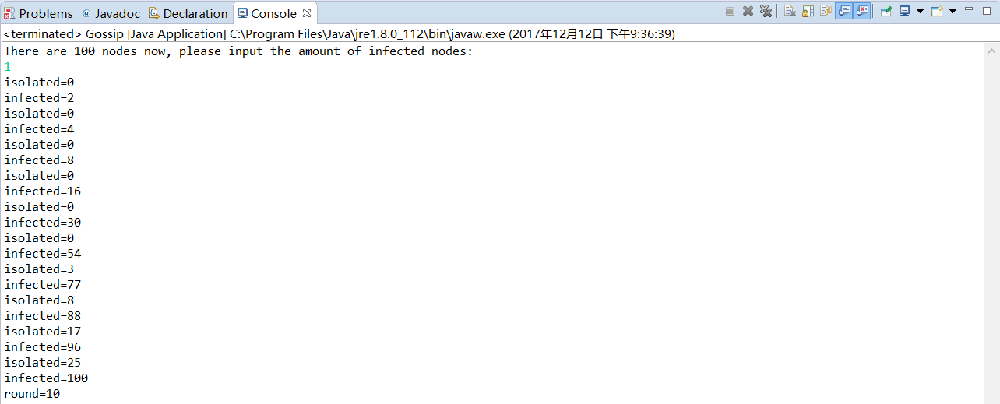 Problems @ Javadoc Declaration Console
<terminated> Gossip [Java Application] C:\Program Files\Java\jre1.8.0_112\bin\javaw.exe (2017年12月12日 下午9:36:39)
There are 100 nodes now, please input the amount of infected nodes:
1
isolated=0
infected=2
isolated=0
infected=4
isolated=0
infected=8
isolated=0
infected=16
isolated=0
infected=30
isolated=0
infected=54
isolated=3
infected=77
isolated=8
infected=88
isolated=17
infected=96
isolated=25
infected=100
round=10